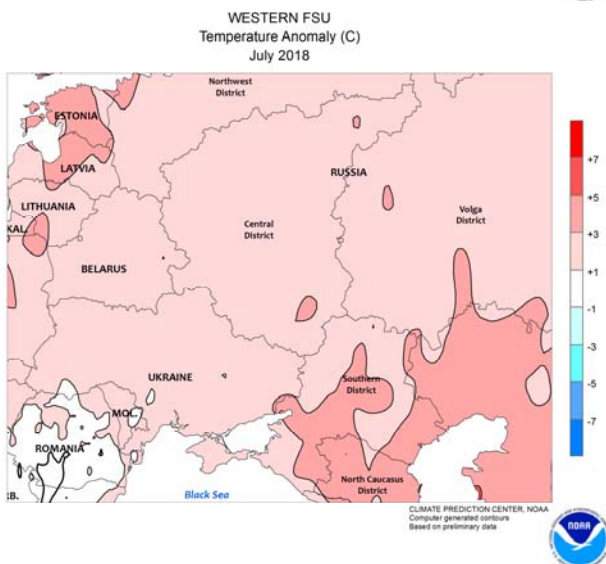 WESTERN FSU
Temperature Anomaly (C)
July 2018
Northwest
District
ESTONIA
LATVIA
RUSSIA
LITHUANIA
KAL.
Volga
District
Central
District
BELARUS
UKRAINE
Southern
District
MOL.
ROMANIA
North Caucasus
District
B.
Black Sea
+7
+5
+3
+1
-1
-3
-5
-7
CLIMATE PREDICTION CENTER, NOAA
Computer generated contours
Based on preliminary data
NOAA